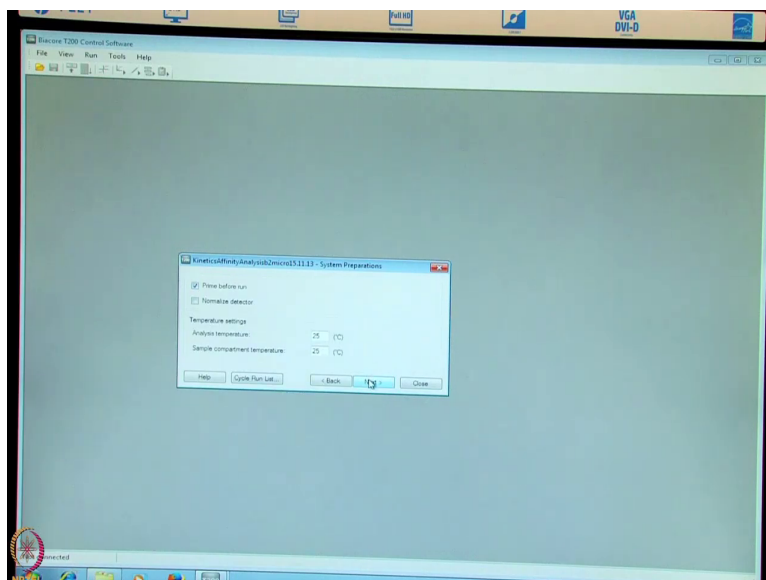 Full HD
VGA
DVI-D
Biacore T200 Control Software
File View Run Tools Help
KineticsAffinityAnalysisb2micro15.11.13 - System Preparations
Prime before run
Normalize detector
Temperature settings
Analysis temperature: 25 (°C)
Sample compartment temperature: 25 (°C)
Help Cycle Run List... < Back Next > Close